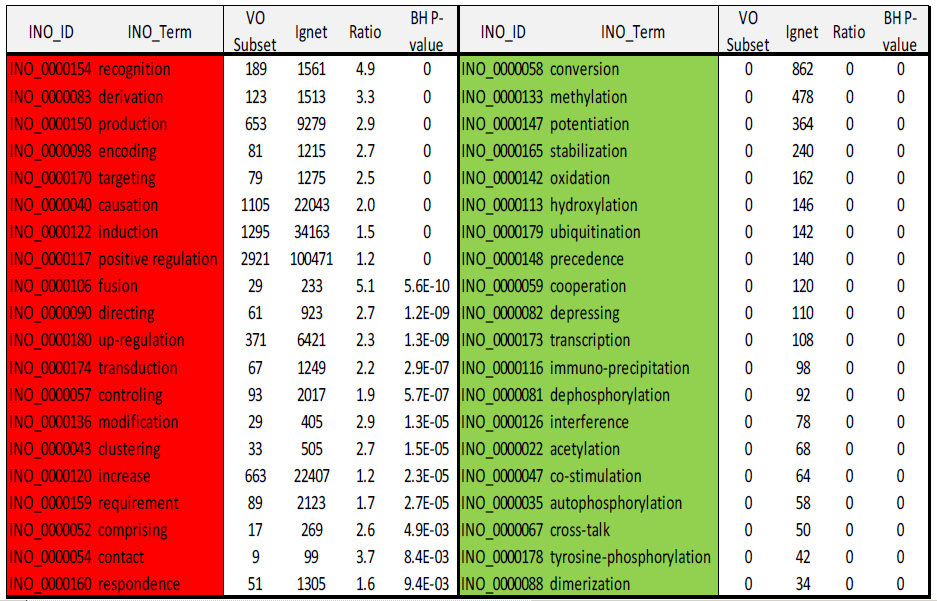 INO_ID INO_Term VO Subset Ignet Ratio BH P-value INO_ID INO_Term VO Subset Ignet Ratio BH P-value
INO_0000154 recognition 189 1561 4.9 0 INO_0000058 conversion 0 862 0 0
INO_0000083 derivation 123 1513 3.3 0 INO_0000133 methylation 0 478 0 0
INO_0000150 production 653 9279 2.9 0 INO_0000147 potentiation 0 364 0 0
INO_0000098 encoding 81 1215 2.7 0 INO_0000165 stabilization 0 240 0 0
INO_0000170 targeting 79 1275 2.5 0 INO_0000142 oxidation 0 162 0 0
INO_0000040 causation 1105 22043 2.0 0 INO_0000113 hydroxylation 0 146 0 0
INO_0000122 induction 1295 34163 1.5 0 INO_0000179 ubiquitination 0 142 0 0
INO_0000117 positive regulation 2921 100471 1.2 0 INO_0000148 precedence 0 140 0 0
INO_0000106 fusion 29 233 5.1 5.6E-10 INO_0000059 cooperation 0 120 0 0
INO_0000090 directing 61 923 2.7 1.2E-09 INO_0000082 depressing 0 110 0 0
INO_0000180 up-regulation 371 6421 2.3 1.3E-09 INO_0000173 transcription 0 108 0 0
INO_0000174 transduction 67 1249 2.2 2.9E-07 INO_0000116 immuno-precipitation 0 98 0 0
INO_0000057 controling 93 2017 1.9 5.7E-07 INO_0000081 dephosphorylation 0 92 0 0
INO_0000136 modification 29 405 2.9 1.3E-05 INO_0000126 interference 0 78 0 0
INO_0000043 clustering 33 505 2.7 1.5E-05 INO_0000022 acetylation 0 68 0 0
INO_0000120 increase 663 22407 1.2 2.3E-05 INO_0000047 co-stimulation 0 64 0 0
INO_0000159 requirement 89 2123 1.7 2.7E-05 INO_0000035 autophosphorylation 0 58 0 0
INO_0000052 comprising 17 269 2.6 4.9E-03 INO_0000067 cross-talk 0 50 0 0
INO_0000054 contact 9 99 3.7 8.4E-03 INO_0000178 tyrosine-phosphorylation 0 42 0 0
INO_0000160 respondence 51 1305 1.6 9.4E-03 INO_0000088 dimerization 0 34 0 0